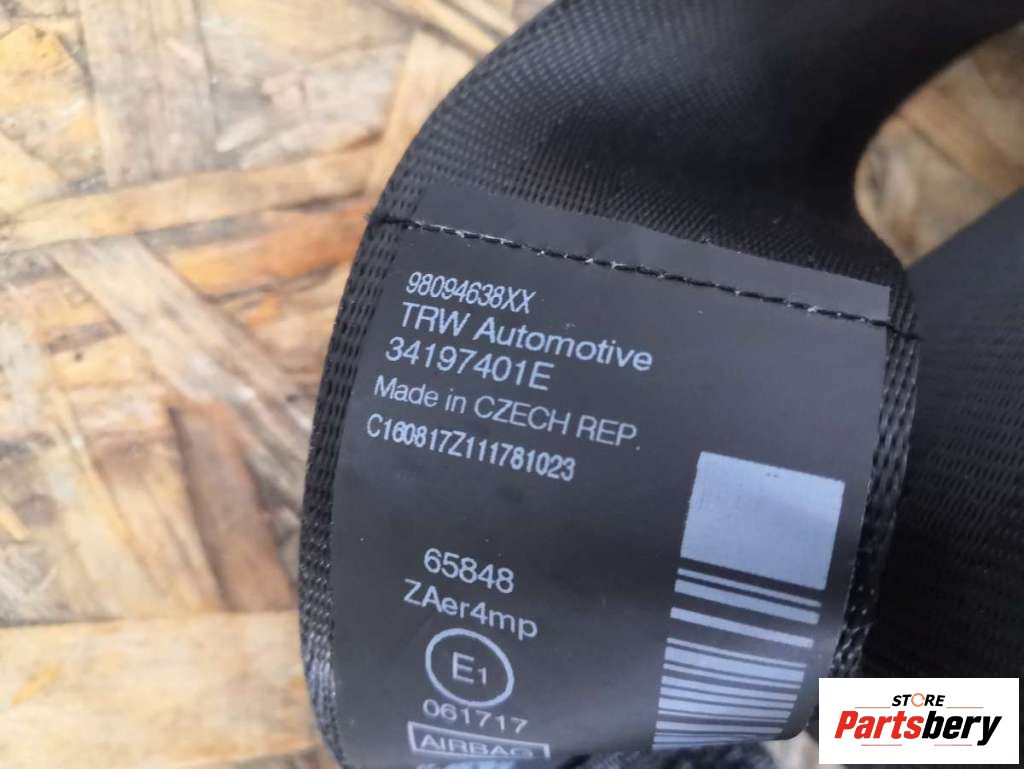 98094638XX
TRW Automotive
34197401E
Made in CZECH REP.
C160817Z111781023
65848
ZAer4mp
E1
061717
AIRBAG
STORE
Partsbery